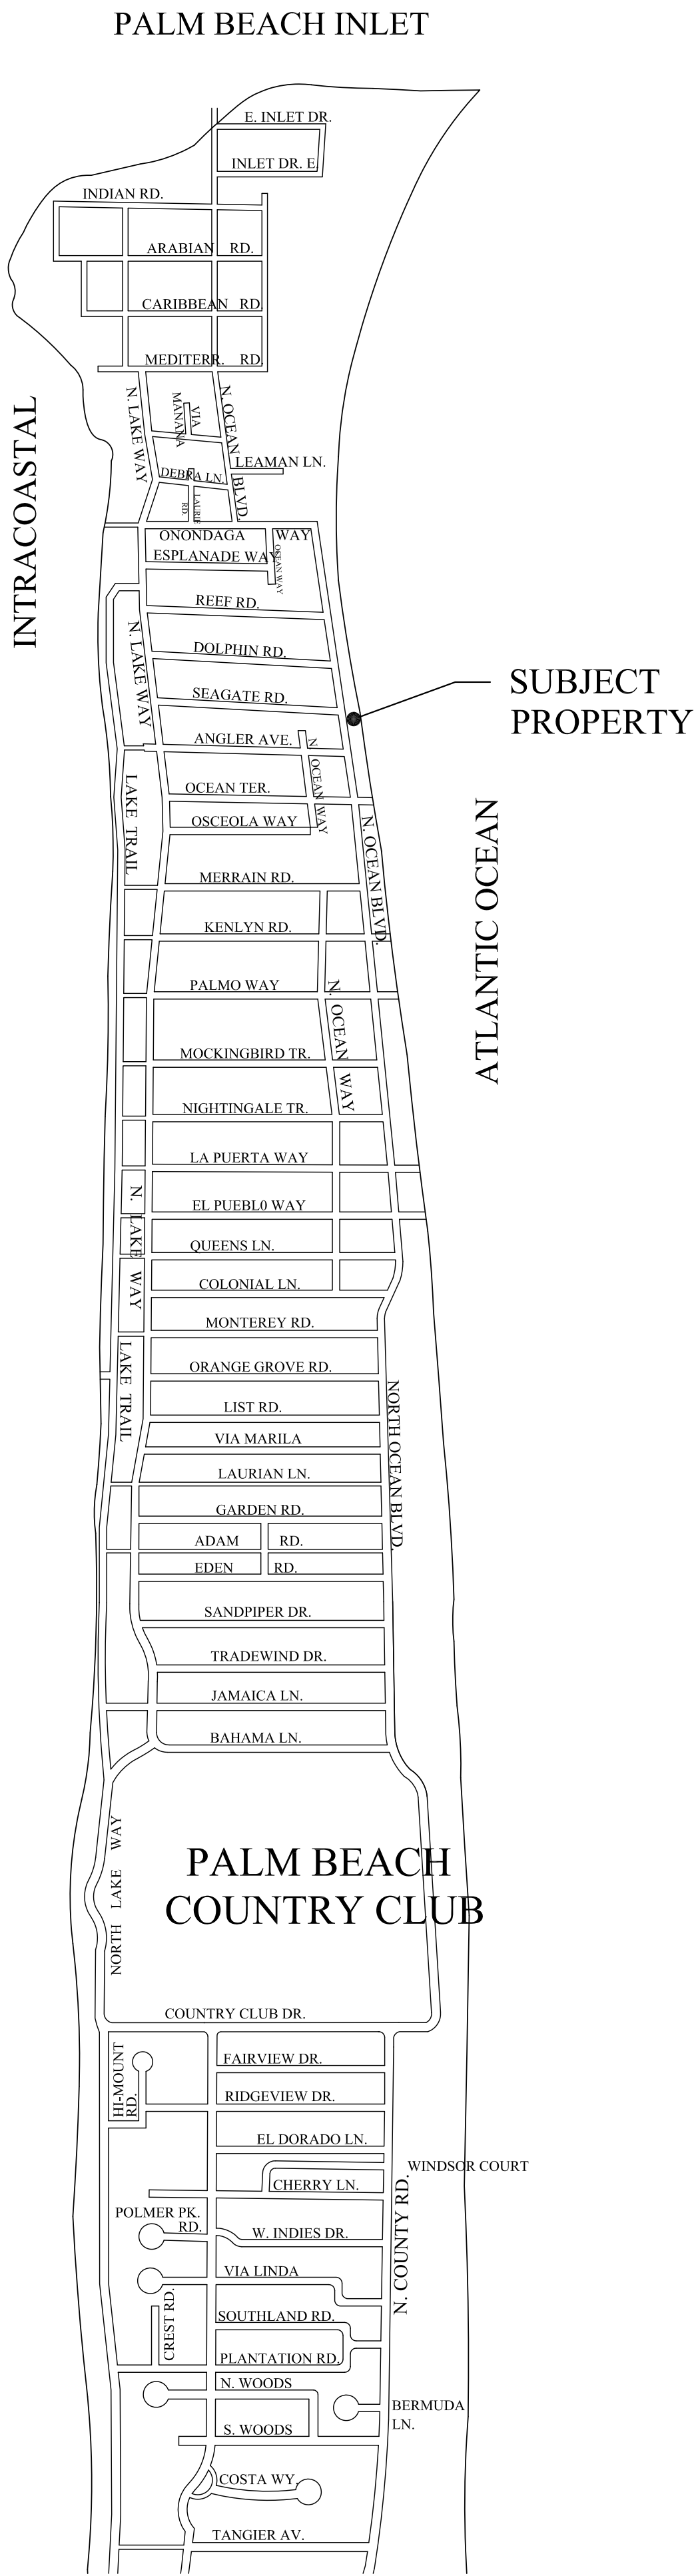 PALM BEACH INLET
E. INLET DR.
INLET DR. E.
INDIAN RD.
ARABIAN RD.
CARIBBEAN RD.
MEDITERR. RD.
N. LAKE WAY
VIA
MANANA
N. OCEAN BLVD.
LEAMAN LN.
DEBRA LN.
LAURIE
RD.
INTRACOASTAL
ONONDAGA WAY
ESPLANADE WAY
OCEAN WAY
REEF RD.
N. LAKE WAY
DOLPHIN RD.
SEAGATE RD.
SUBJECT
PROPERTY
ANGLER AVE.
N. OCEAN WAY
OCEAN TER.
LAKE TRAIL
OSCEOLA WAY
N. OCEAN BLVD.
ATLANTIC OCEAN
MERRAIN RD.
KENLYN RD.
PALMO WAY
N. OCEAN WAY
MOCKINGBIRD TR.
NIGHTINGALE TR.
LA PUERTA WAY
EL PUEBL0 WAY
N. LAKE WAY
QUEENS LN.
COLONIAL LN.
MONTEREY RD.
LAKE TRAIL
ORANGE GROVE RD.
NORTH OCEAN BLVD.
LIST RD.
VIA MARILA
LAURIAN LN.
GARDEN RD.
ADAM RD.
EDEN RD.
SANDPIPER DR.
TRADEWIND DR.
JAMAICA LN.
BAHAMA LN.
NORTH LAKE WAY
PALM BEACH
COUNTRY CLUB
COUNTRY CLUB DR.
HI-MOUNT
RD.
FAIRVIEW DR.
RIDGEVIEW DR.
EL DORADO LN.
WINDSOR COURT
CHERRY LN.
N. COUNTY RD.
POLMER PK.
RD.
W. INDIES DR.
VIA LINDA
CREST RD.
SOUTHLAND RD.
PLANTATION RD.
N. WOODS
BERMUDA
LN.
S. WOODS
COSTA WY.
TANGIER AV.